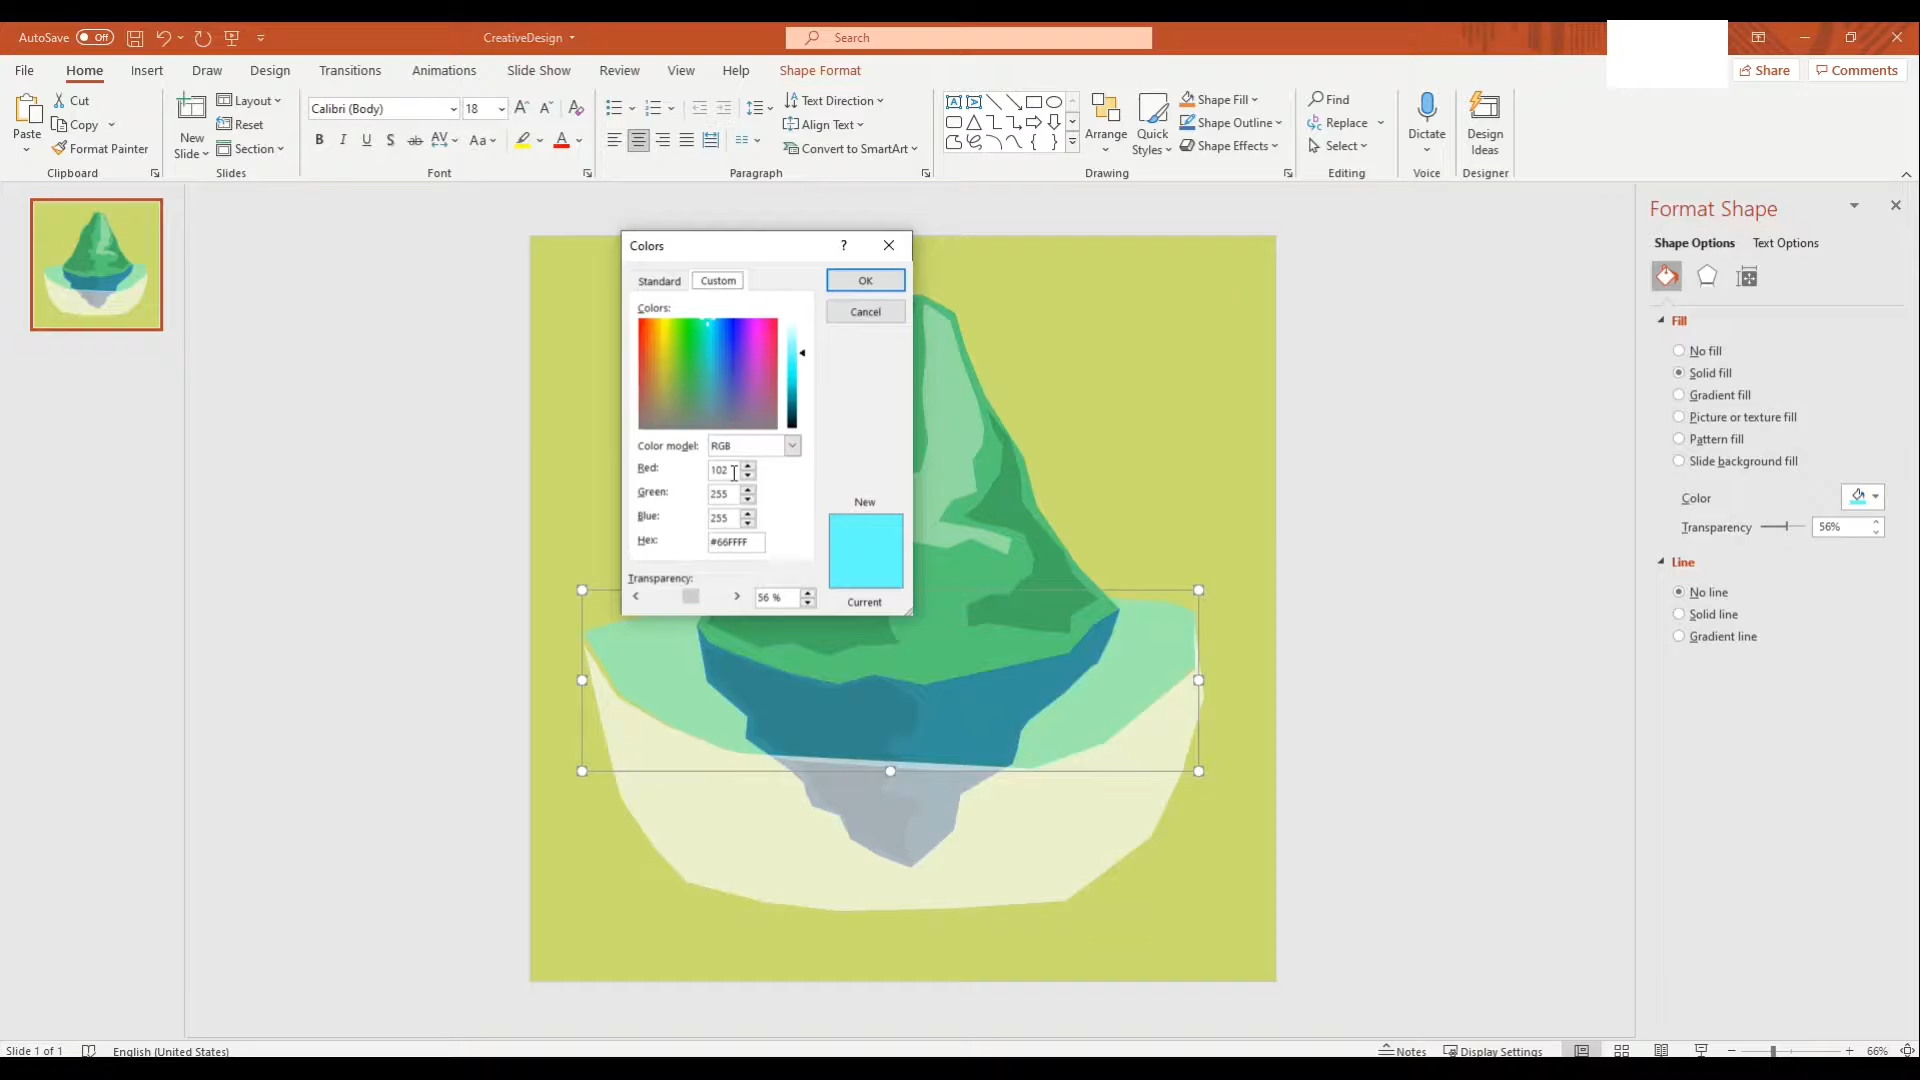 AutoSave Off CreativeDesign Search
File Home Insert Draw Design Transitions Animations Slide Show Review View Help Shape Format Share Comments
Paste Cut Copy Format Painter
Clipboard
New Slide Layout Reset Section
Slides
Calibri (Body) 18
B I U S ab AV Aa A
Font
Text Direction Align Text Convert to SmartArt
Paragraph
Arrange Quick Styles Shape Fill Shape Outline Shape Effects
Drawing
Find Replace Select
Editing
Dictate
Voice
Design Ideas
Designer
Colors ?
Standard Custom OK
Cancel
Colors:
Color model: RGB
Red: 102
Green: 255
Blue: 255
Hex: #66FFFF
Transparency:
56 %
New
Current
Format Shape
Shape Options Text Options
Fill
No fill
Solid fill
Gradient fill
Picture or texture fill
Pattern fill
Slide background fill
Color
Transparency 56%
Line
No line
Solid line
Gradient line
Slide 1 of 1 English (United States) Notes Display Settings 66%